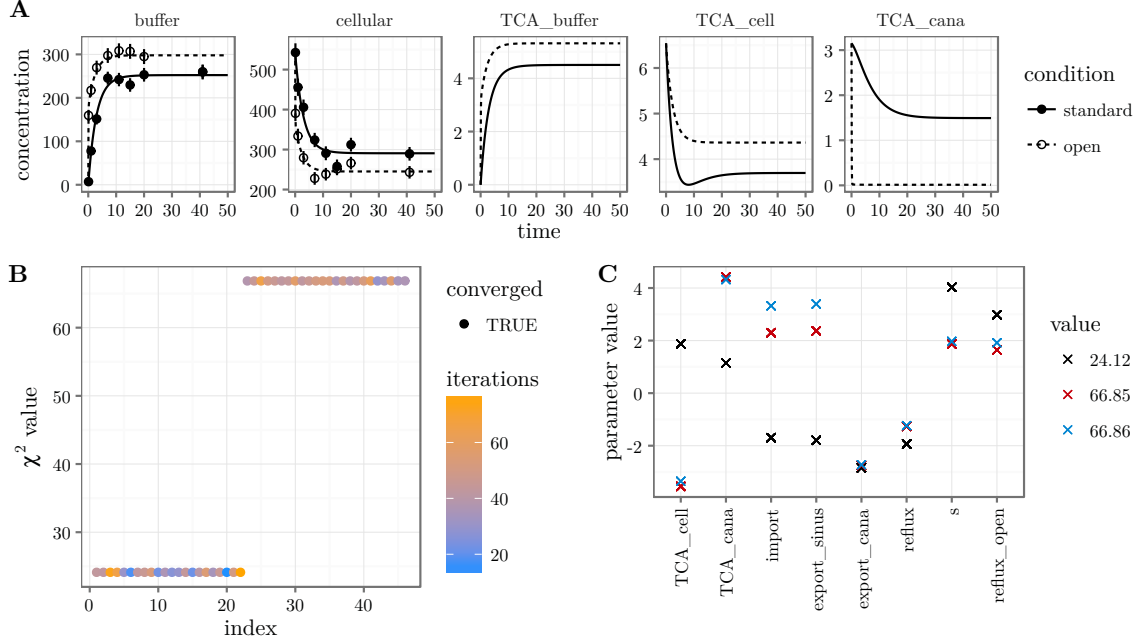 A
buffer cellular TCA_buffer TCA_cell TCA_cana
concentration
300
200
100
0
500
400
300
200
4
2
0
6
4
3
2
1
0
0 10 20 30 40 50 0 10 20 30 40 50 0 10 20 30 40 50 0 10 20 30 40 50 0 10 20 30 40 50
time
condition
standard
open
B
χ² value
60
50
40
30
0 10 20 30 40
index
converged
TRUE
iterations
60
40
20
C
parameter value
4
2
0
-2
TCA_cell
TCA_cana
import
export_sinus
export_cana
reflux
s
reflux_open
value
24.12
66.85
66.86